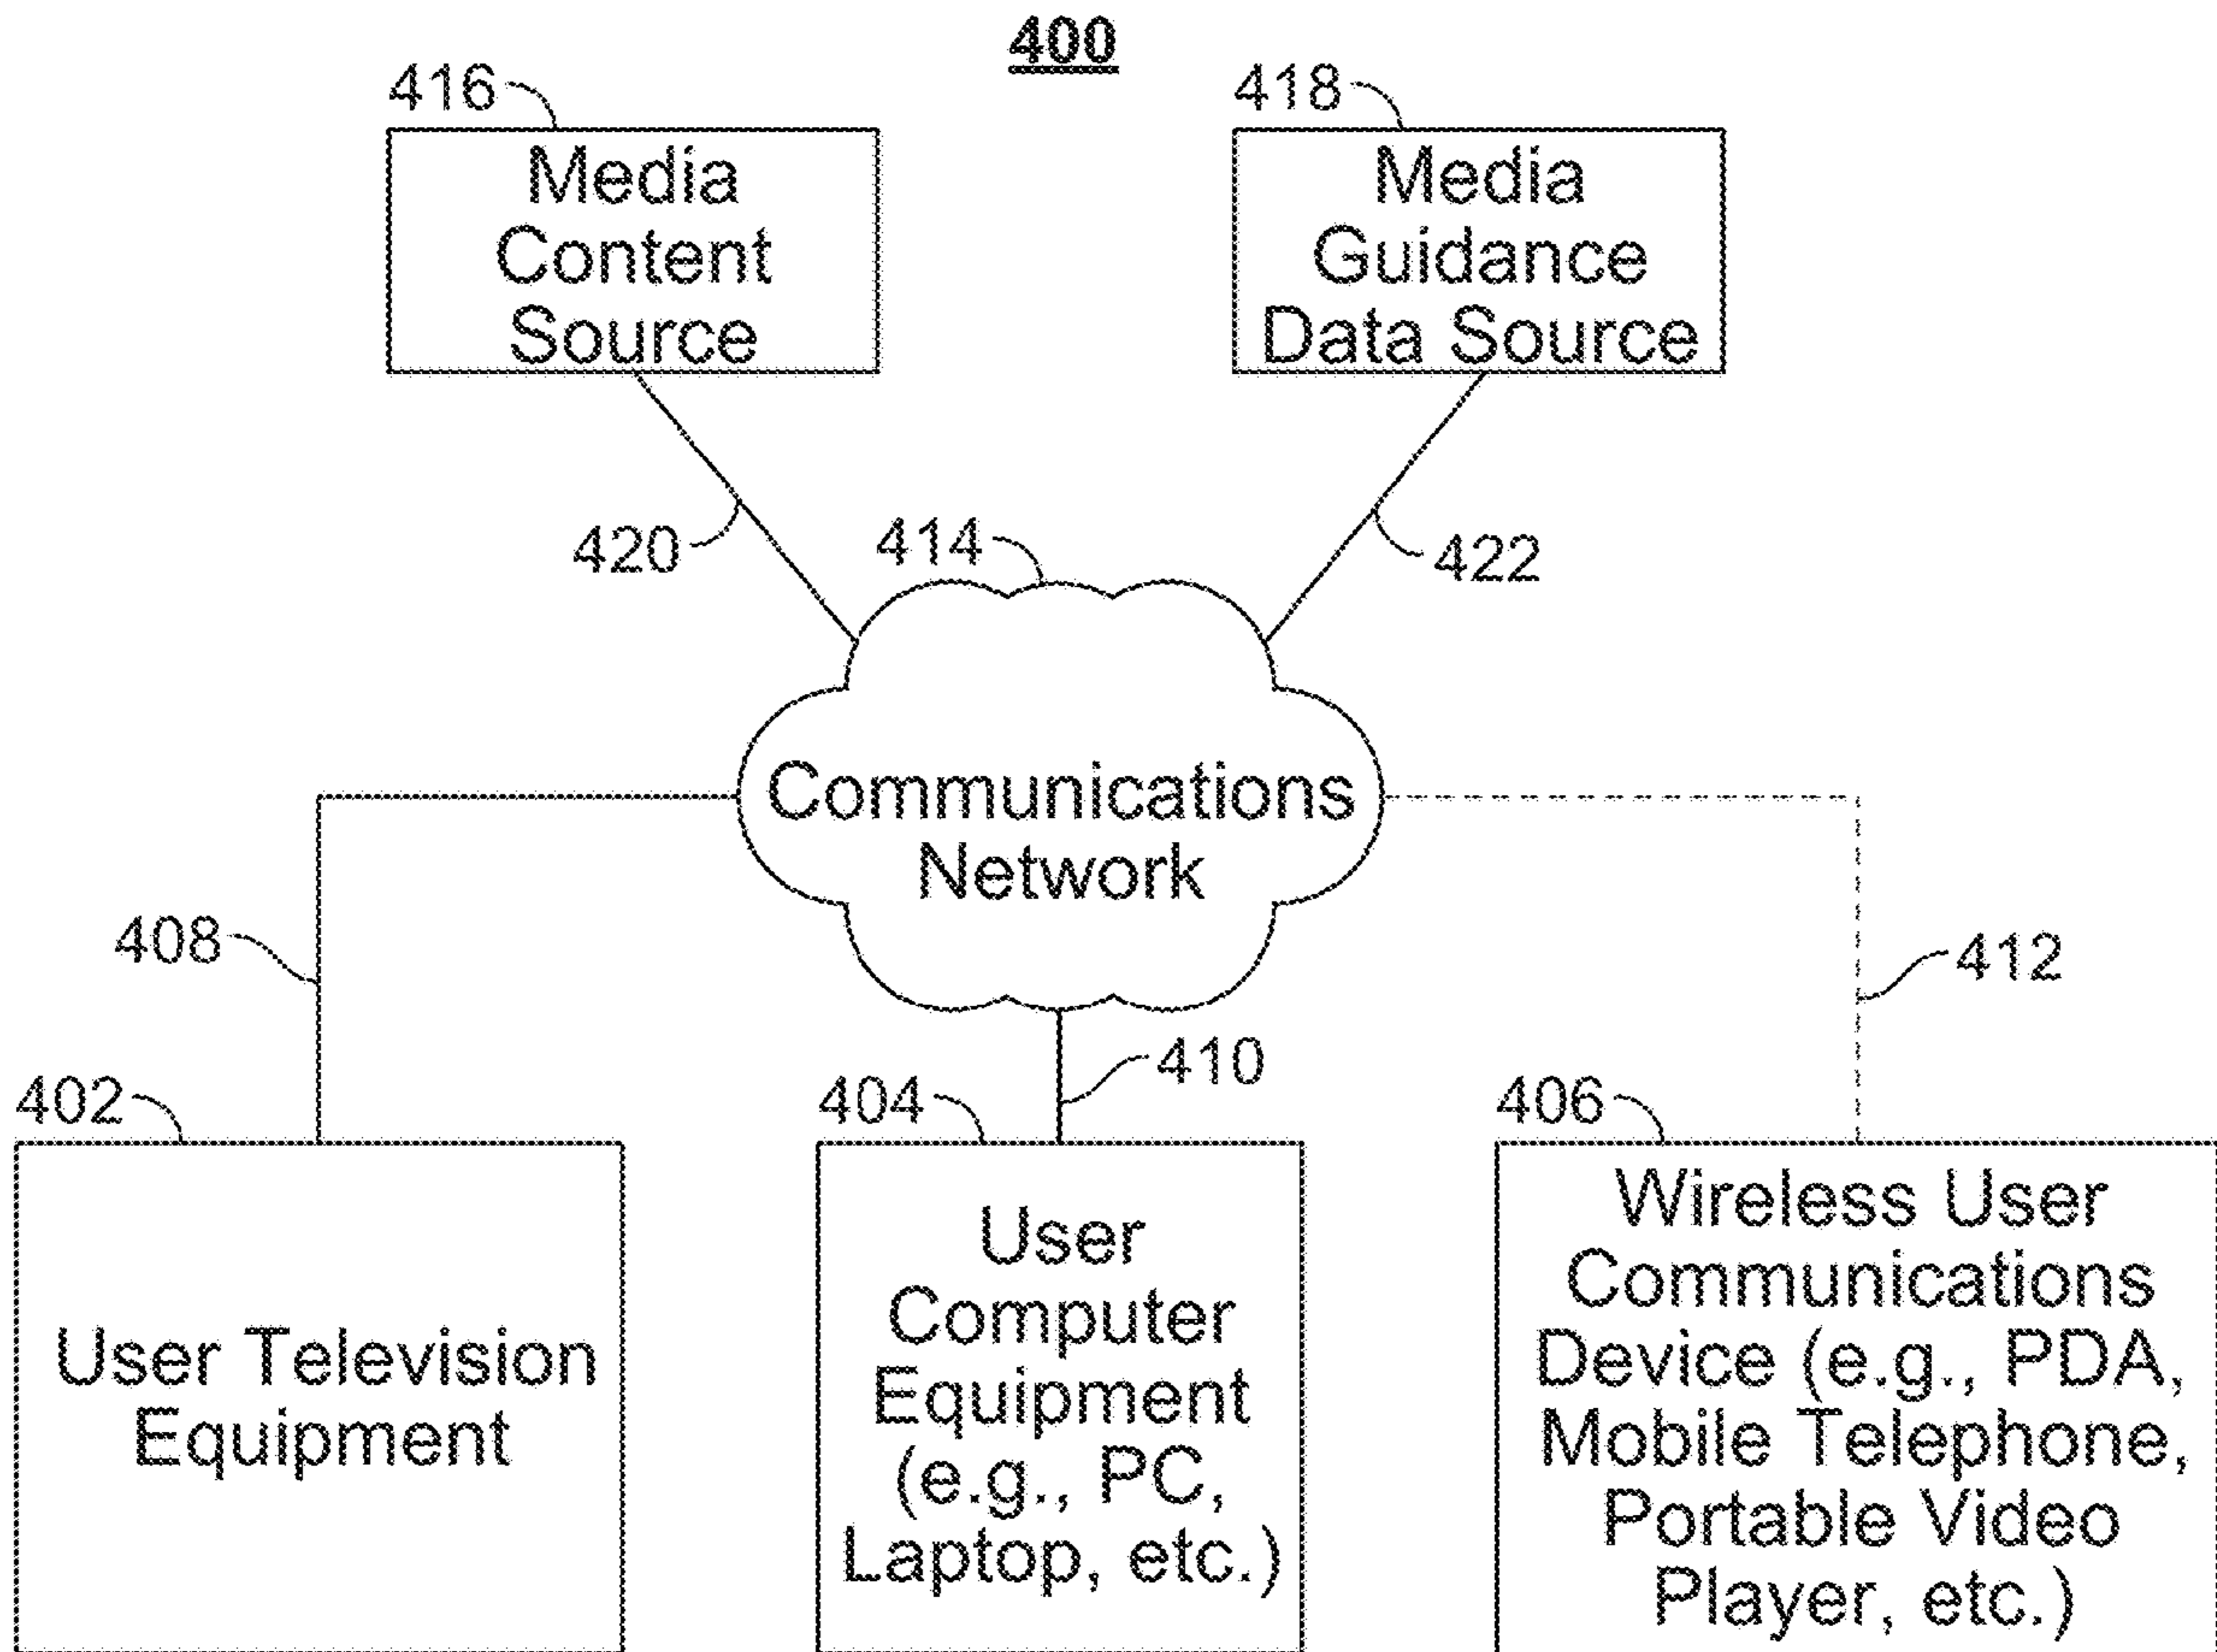 400
416
418
Media
Content
Source
Media
Guidance
Data Source
420
414
422
Communications
Network
408
412
410
402
404
406
User Television
Equipment
User
Computer
Equipment
(e.g., PC,
Laptop, etc.)
Wireless User
Communications
Device (e.g., PDA,
Mobile Telephone,
Portable Video
Player, etc.)